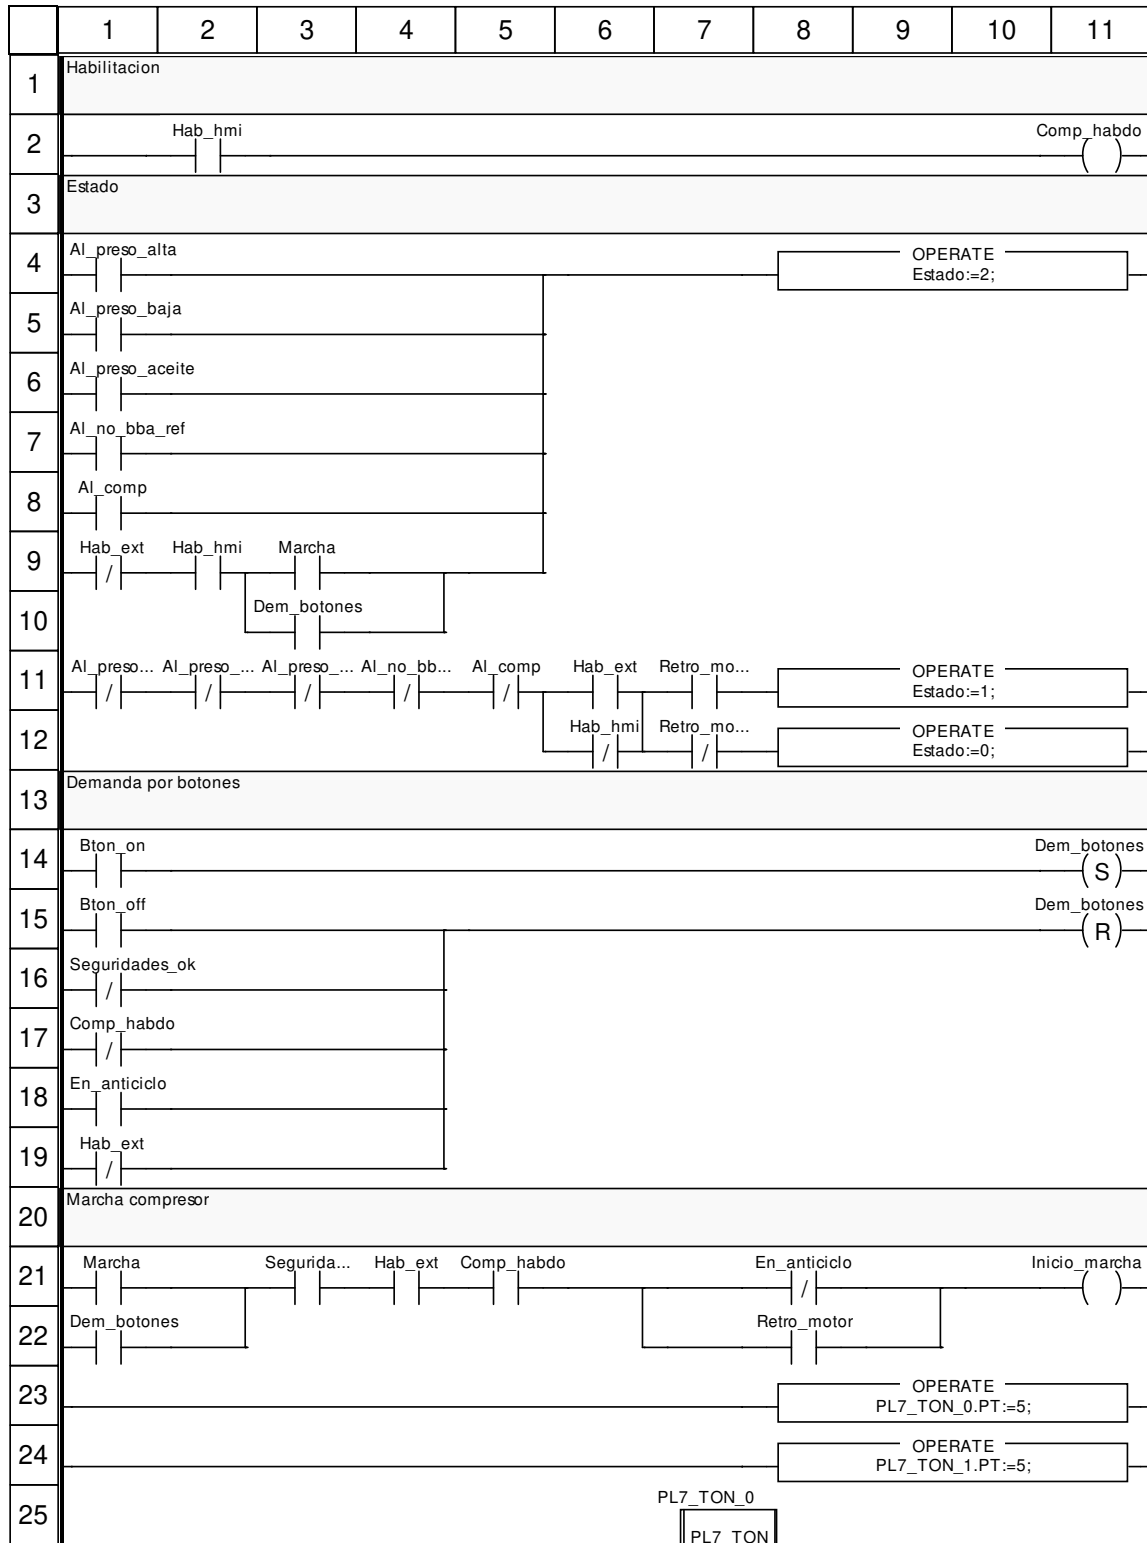 1 2 3 4 5 6 7 8 9 10 11
1 Habilitacion
2 Hab_hmi Comp_habdo
3 Estado
4 Al_preso_alta OPERATE
Estado:=2;
5 Al_preso_baja
6 Al_preso_aceite
7 Al_no_bba_ref
8 Al_comp
9 Hab_ext Hab_hmi Marcha
/
10 Dem_botones
11 Al_preso... Al_preso_... Al_preso_... Al_no_bb... Al_comp Hab_ext Retro_mo... OPERATE
/ / / / / Estado:=1;
12 Hab_hmi Retro_mo... OPERATE
/ / Estado:=0;
13 Demanda por botones
14 Bton_on Dem_botones
S
15 Bton_off Dem_botones
R
16 Seguridades_ok
/
17 Comp_habdo
/
18 En_anticiclo
19 Hab_ext
/
20 Marcha compresor
21 Marcha Segurida... Hab_ext Comp_habdo En_anticiclo Inicio_marcha
/
22 Dem_botones Retro_motor
23 OPERATE
PL7_TON_0.PT:=5;
24 OPERATE
PL7_TON_1.PT:=5;
25 PL7_TON_0
PL7_TON